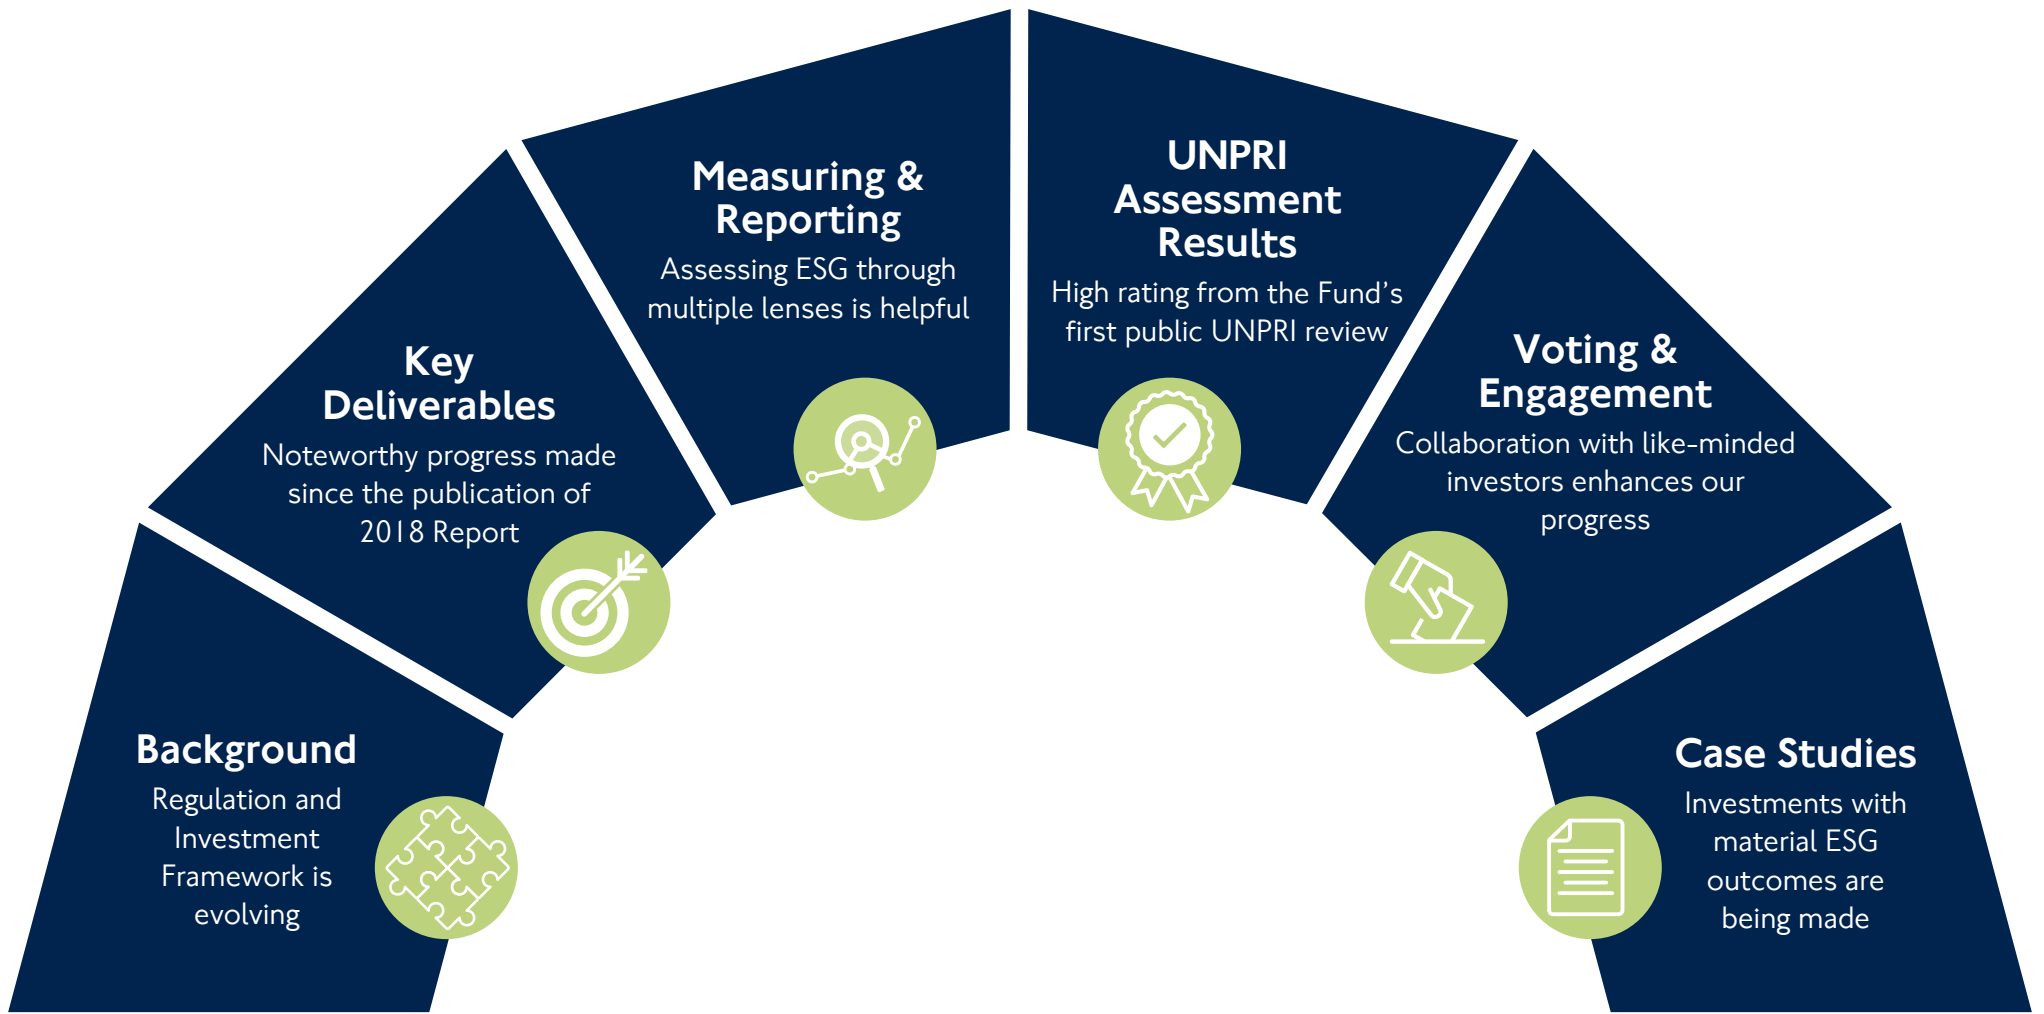 Background
Regulation and
Investment
Framework is
evolving
Key
Deliverables
Noteworthy progress made
since the publication of
2018 Report
Measuring &
Reporting
Assessing ESG through
multiple lenses is helpful
UNPRI
Assessment
Results
High rating from the Fund’s
first public UNPRI review
Voting &
Engagement
Collaboration with like-minded
investors enhances our
progress
Case Studies
Investments with
material ESG
outcomes are
being made